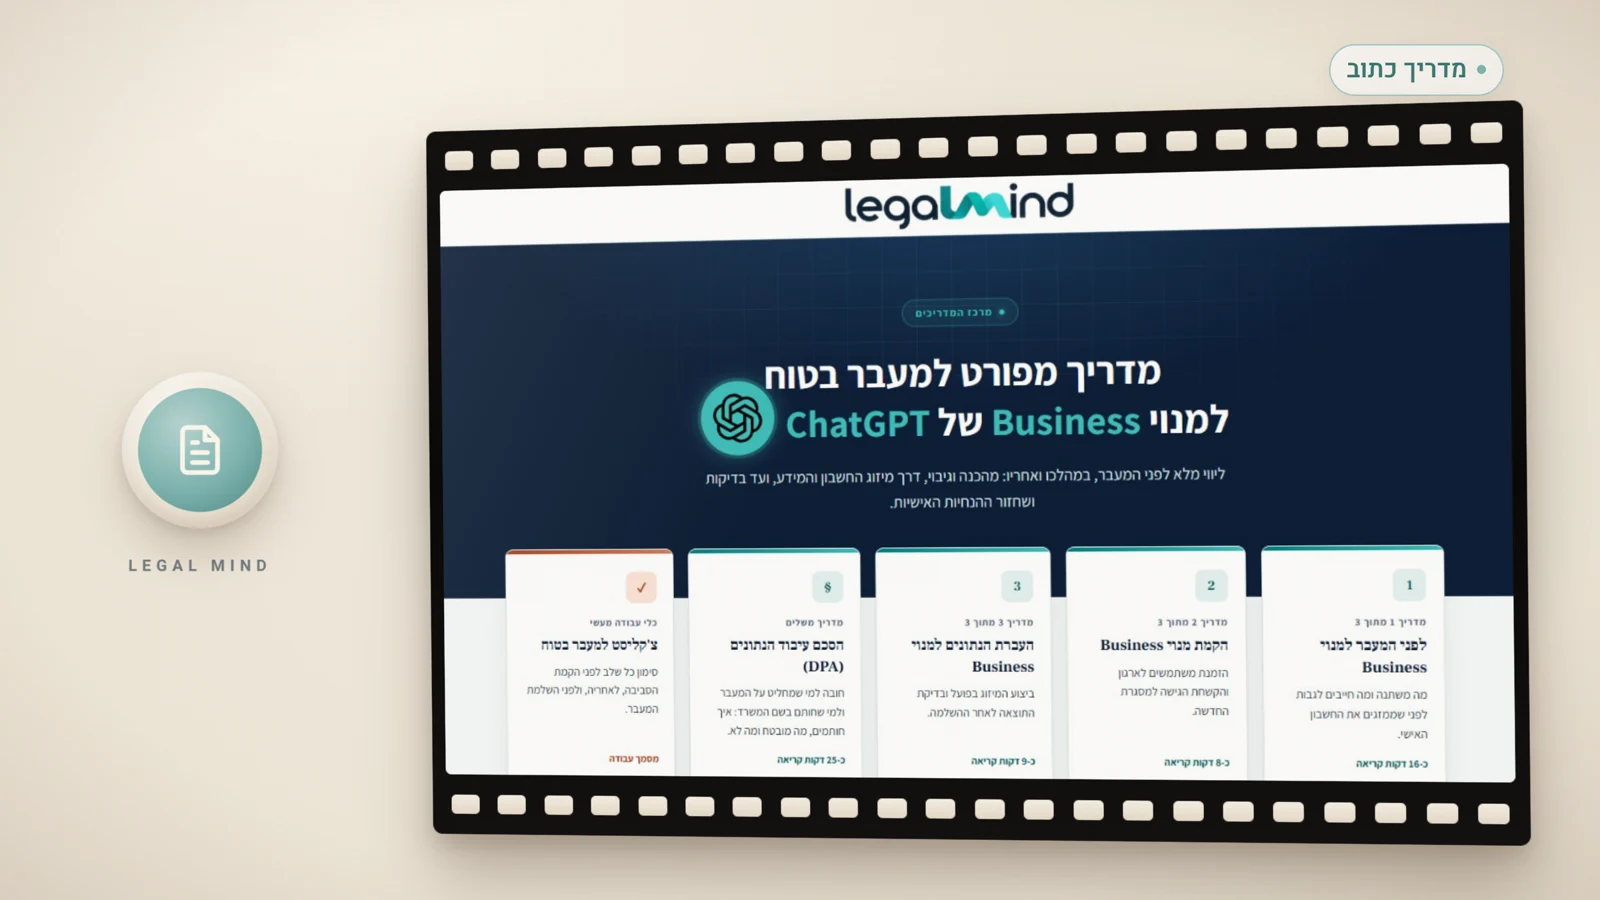 מדריך כתוב
legalmind
מרכז המדריכים
מדריך מפורט למעבר בטוח
למנוי Business של ChatGPT
ליווי מלא לפני המעבר, במהלכו ואחריו: מהכנה וגיבוי, דרך מיזוג החשבון והמידע, ועד בדיקות
ושחזור ההנחיות האישיות.
1
מדריך 1 מתוך 3
לפני המעבר למנוי
Business
מה משתנה ומה חייבים לגבות
לפני שממזגים את החשבון
האישי.
כ-16 דקות קריאה
2
מדריך 2 מתוך 3
הקמת מנוי Business
הזמנת משתמשים לארגון
והקשחת הגישה למסגרת
החדשה.
כ-8 דקות קריאה
3
מדריך 3 מתוך 3
העברת הנתונים למנוי
Business
ביצוע המיזוג בפועל ובדיקת
התוצאה לאחר ההשלמה.
כ-9 דקות קריאה
§
מדריך משלים
הסכם עיבוד הנתונים
(DPA)
חובה למי שמחליט על המעבר
ולמי שחותם בשם המשרד: איך
חותמים, מה מובטח ומה לא.
כ-25 דקות קריאה
✓
כלי עבודה מעשי
צ'קליסט למעבר בטוח
סימון כל שלב לפני הקמת
הסביבה, לאחריה, ולפני השלמת
המעבר.
מסמך עבודה
LEGAL MIND